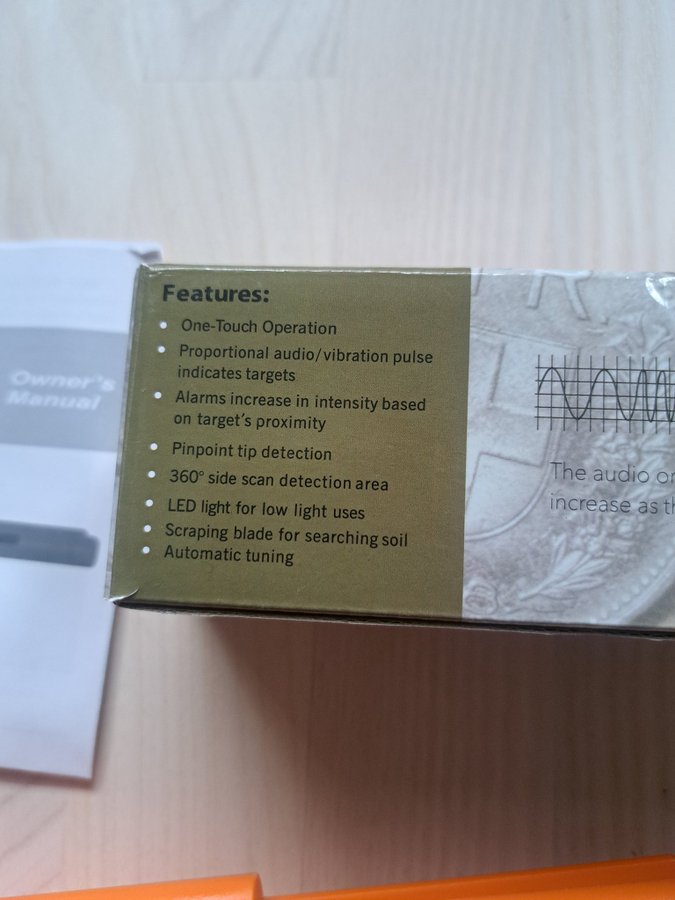 Features:
• One-Touch Operation
• Proportional audio/vibration pulse
indicates targets
• Alarms increase in intensity based
on target's proximity
• Pinpoint tip detection
• 360° side scan detection area
• LED light for low light uses
• Scraping blade for searching soil
• Automatic tuning
Owner's
Manual
The audio
increase as